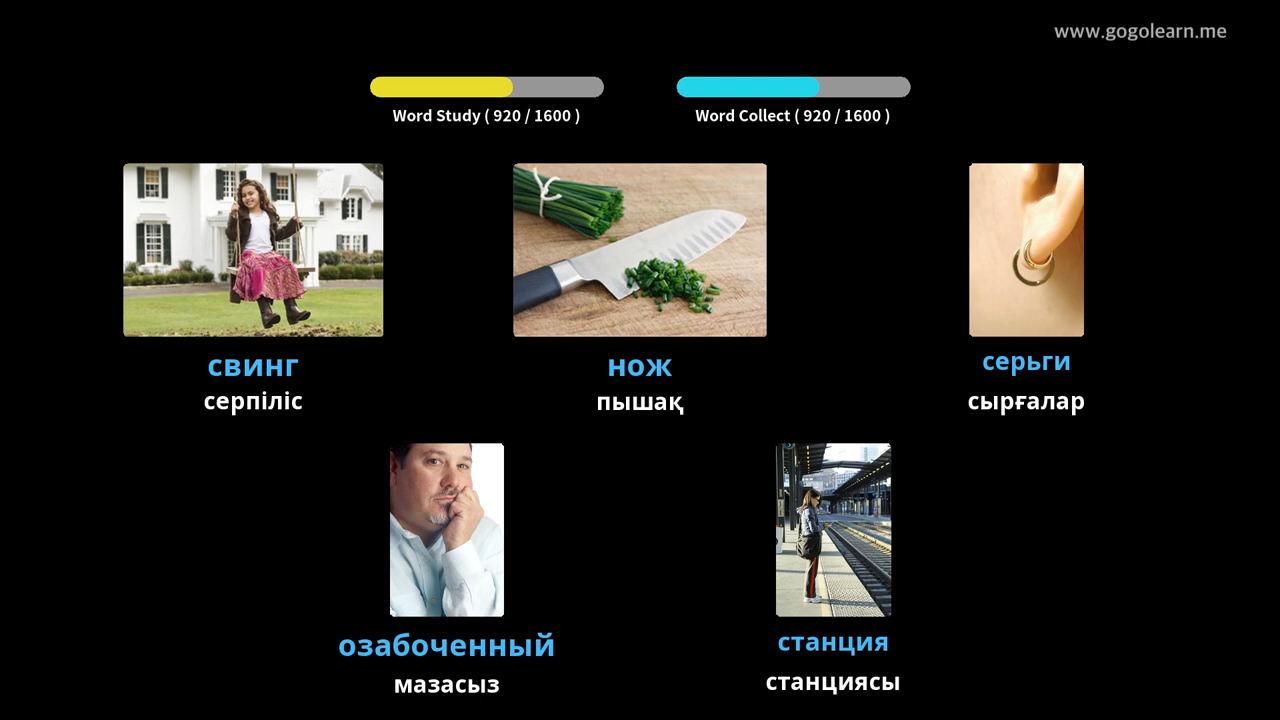 www.gogolearn.me
Word Study ( 920 / 1600 )
Word Collect ( 920 / 1600 )
свинг
серпіліс
нож
пышақ
серьги
сырғалар
озабоченный
мазасыз
станция
станциясы